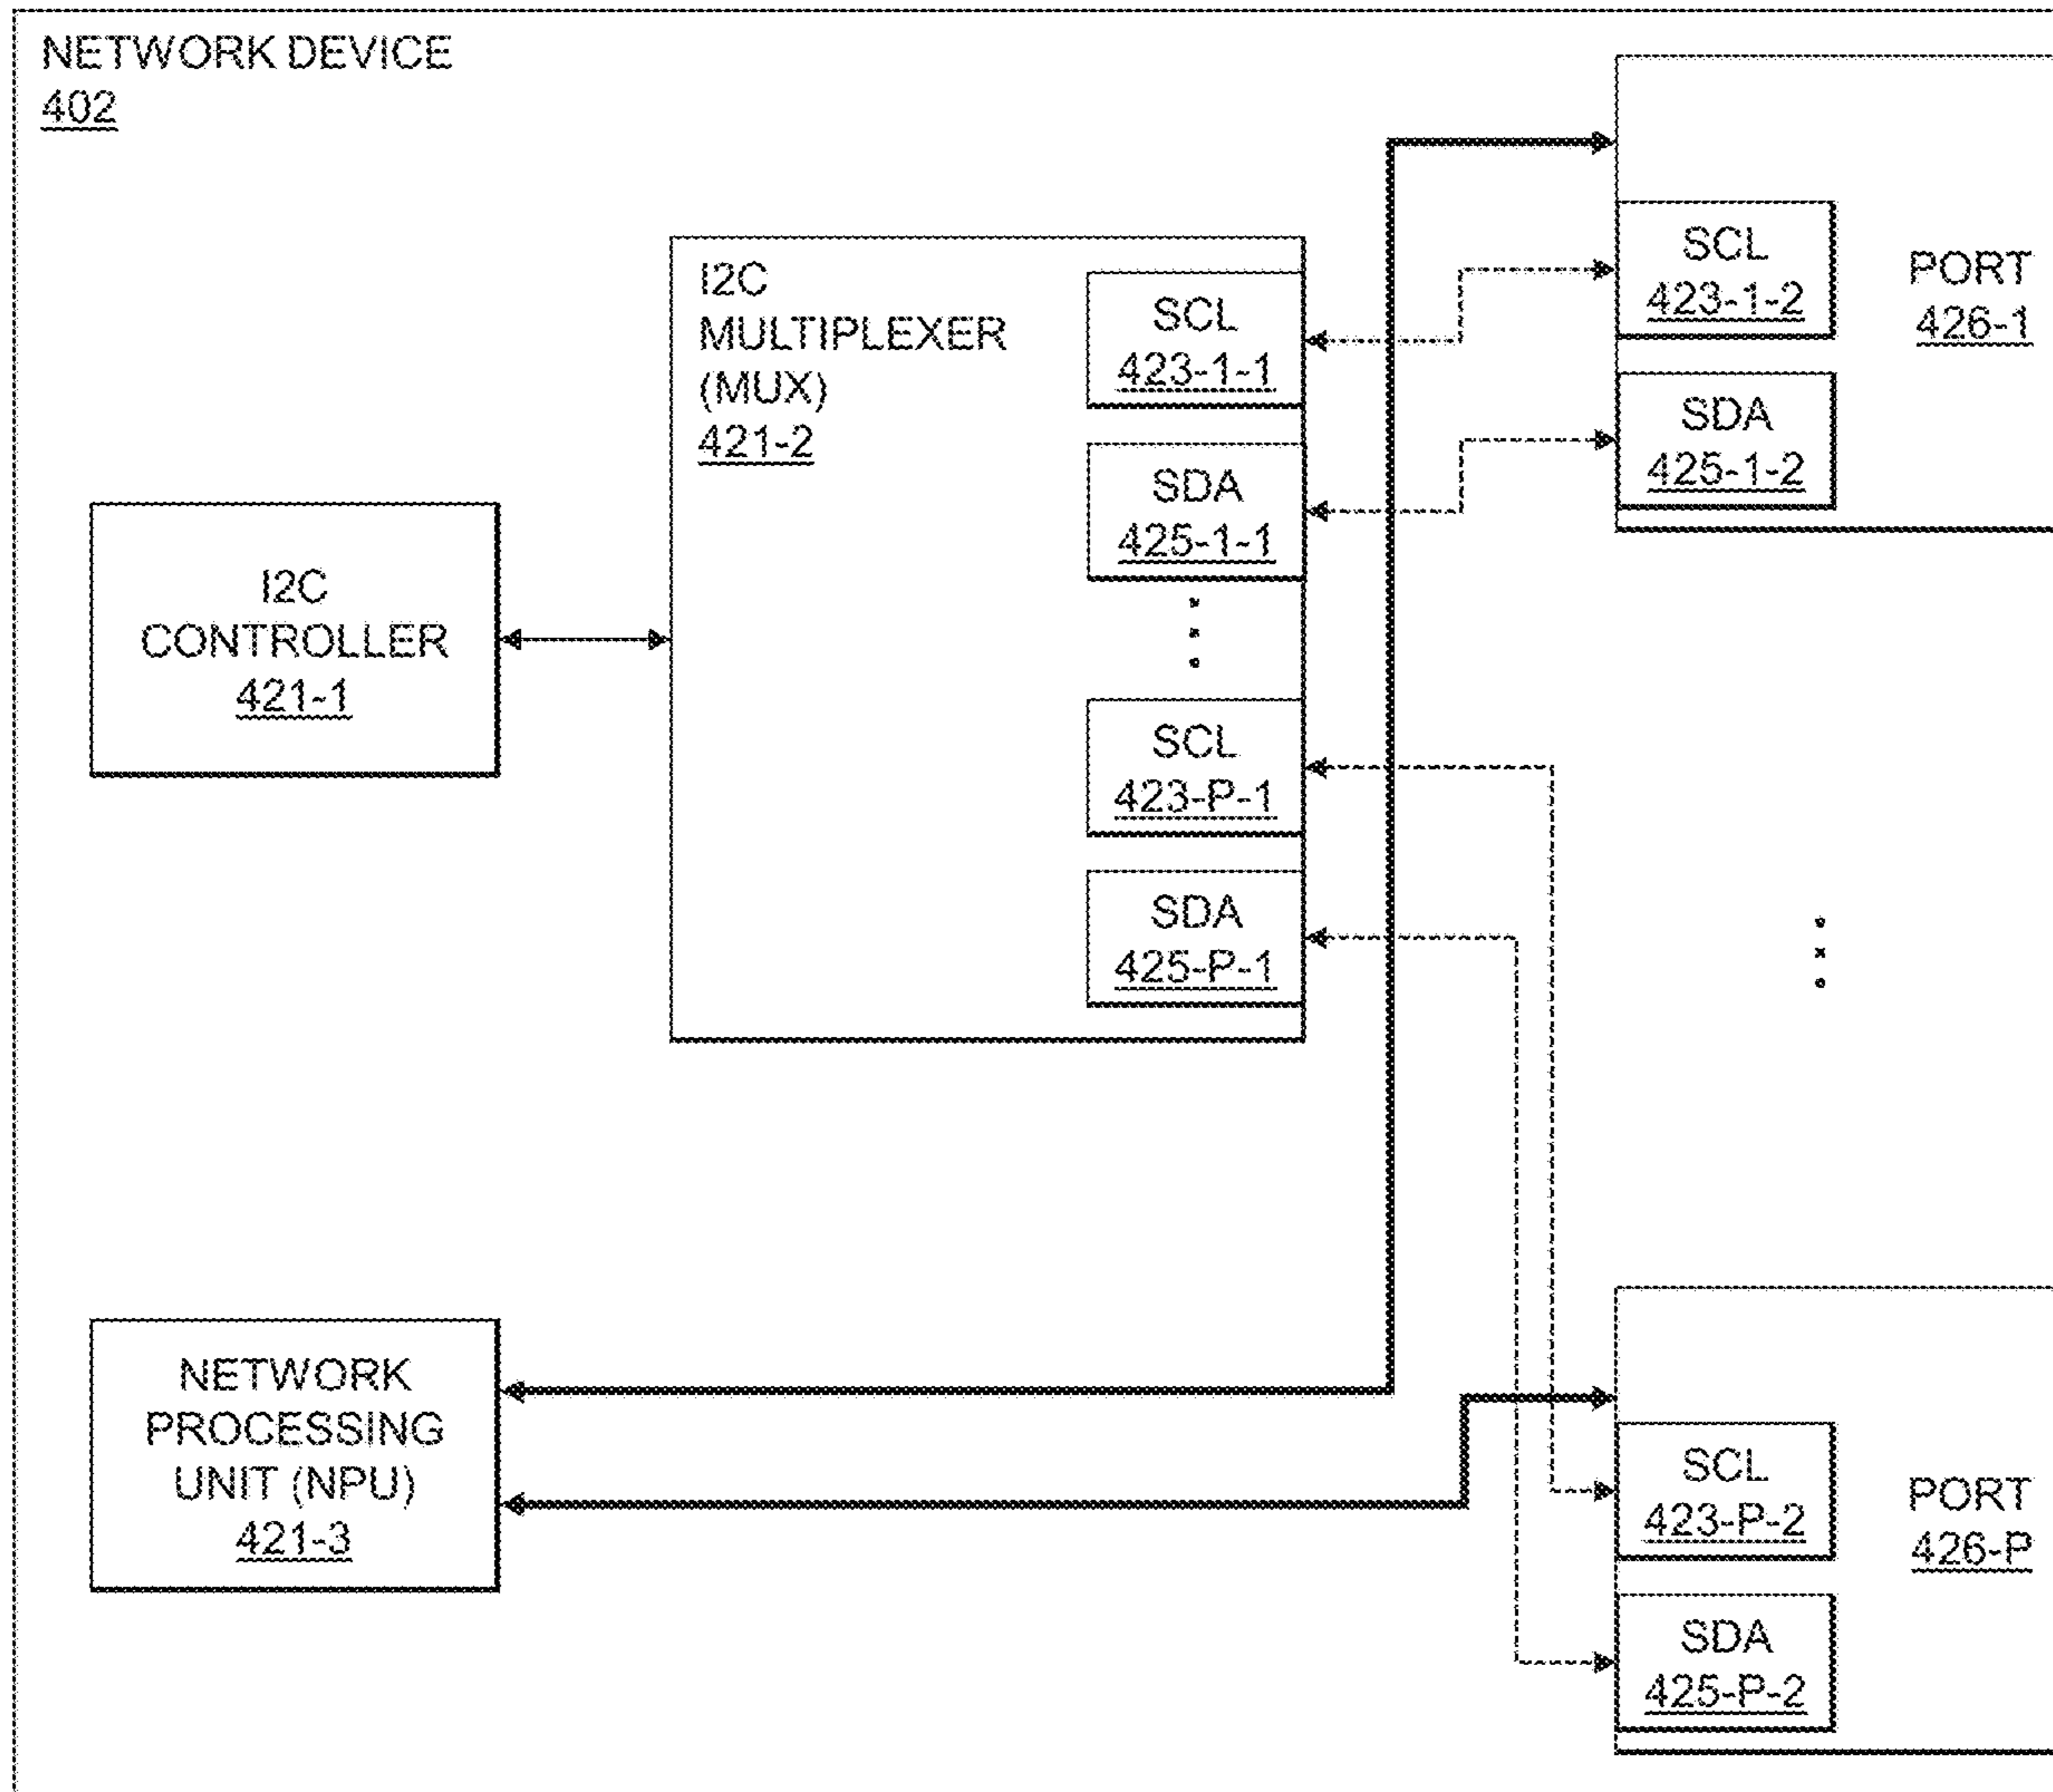 NETWORK DEVICE
402
I2C
MULTIPLEXER
(MUX)
421-2
SCL
423-1-1
SDA
425-1-1
SCL
423-P-1
SDA
425-P-1
SCL
423-1-2
SDA
425-1-2
PORT
426-1
I2C
CONTROLLER
421-1
NETWORK
PROCESSING
UNIT (NPU)
421-3
SCL
423-P-2
SDA
425-P-2
PORT
426-P